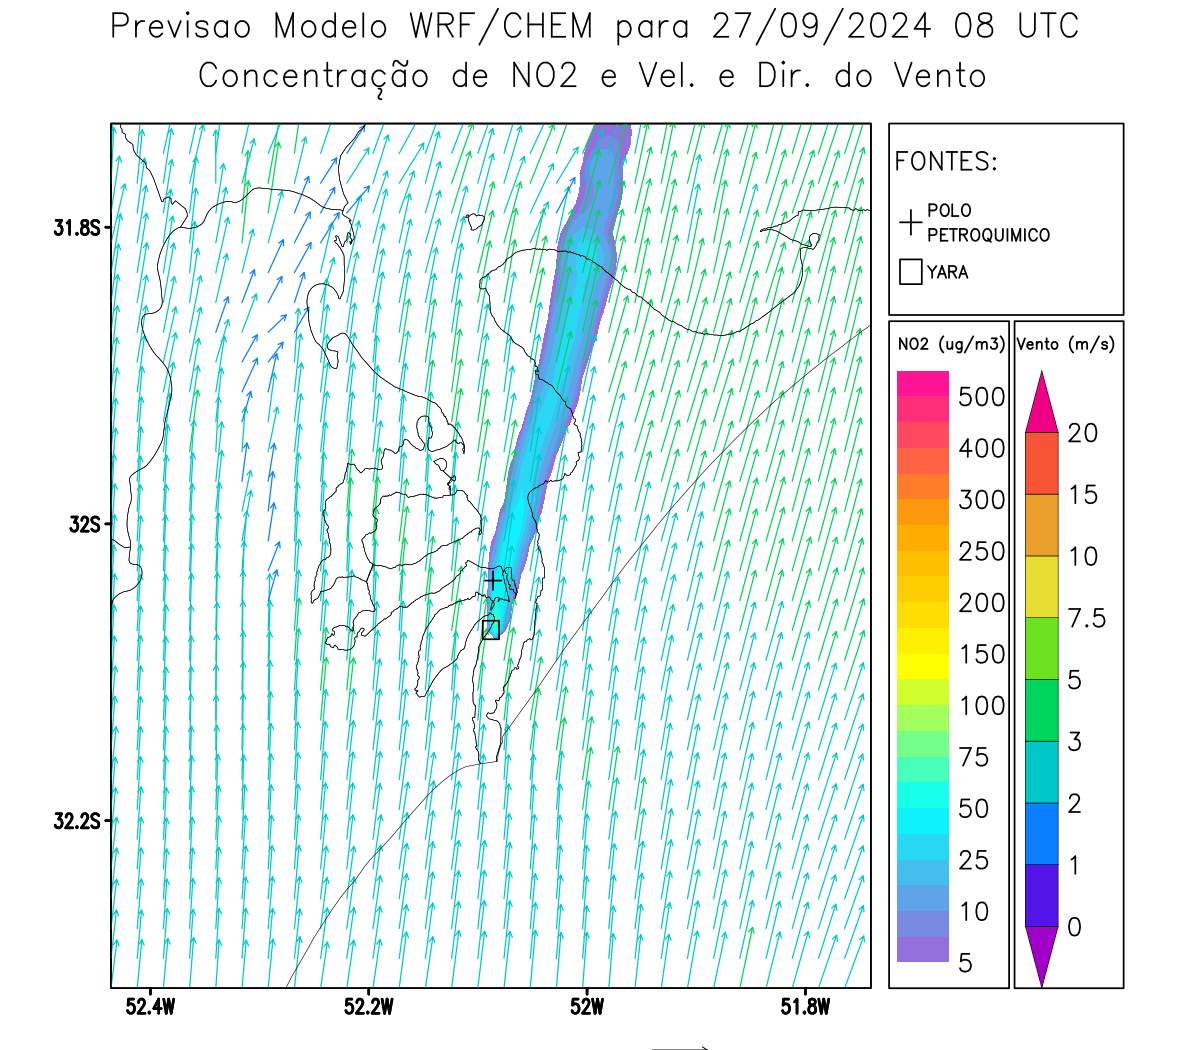 Previsao Modelo WRF/CHEM para 27/09/2024 08 UTC
Concentração de NO2 e Vel. e Dir. do Vento
FONTES:
POLO
PETROQUIMICO
YARA
NO2 (ug/m3)
500
400
300
250
200
150
100
75
50
25
10
5
Vento (m/s)
20
15
10
7.5
5
3
2
1
0
31.8S
32S
32.2S
52.4W
52.2W
52W
51.8W